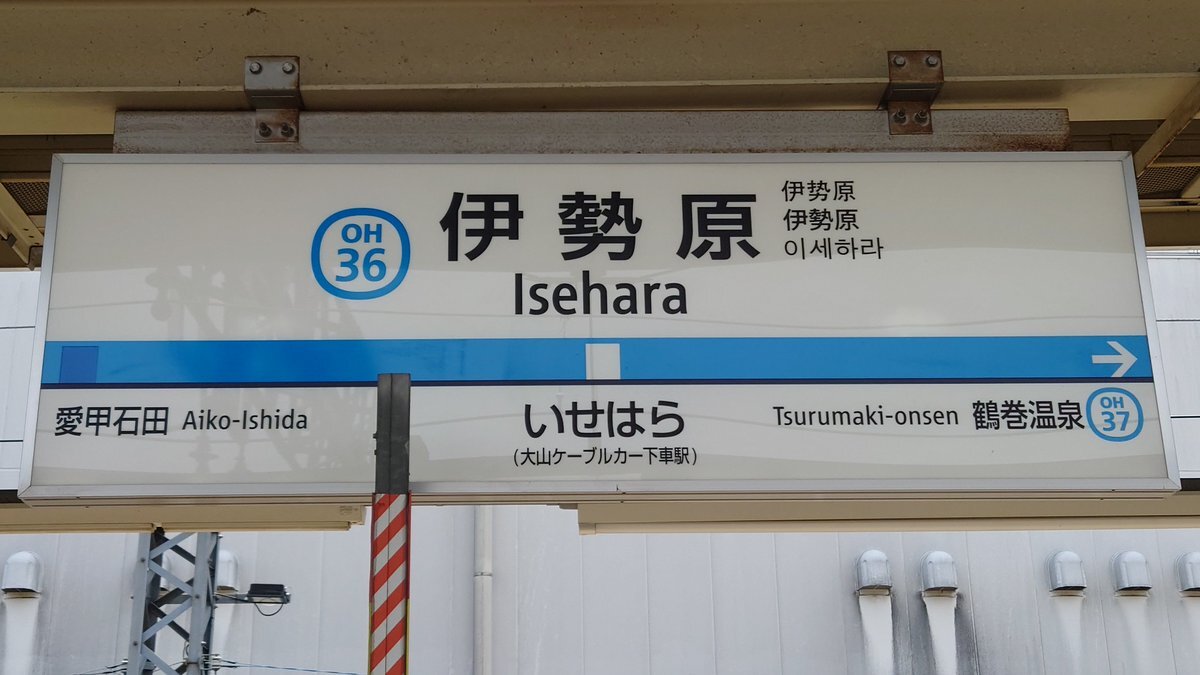 OH
36
伊勢原
伊势原
伊勢原
이세하라
Isehara
愛甲石田 Aiko-Ishida
いせはら
(大山ケーブルカー下車駅)
Tsurumaki-onsen 鶴巻温泉
OH
37